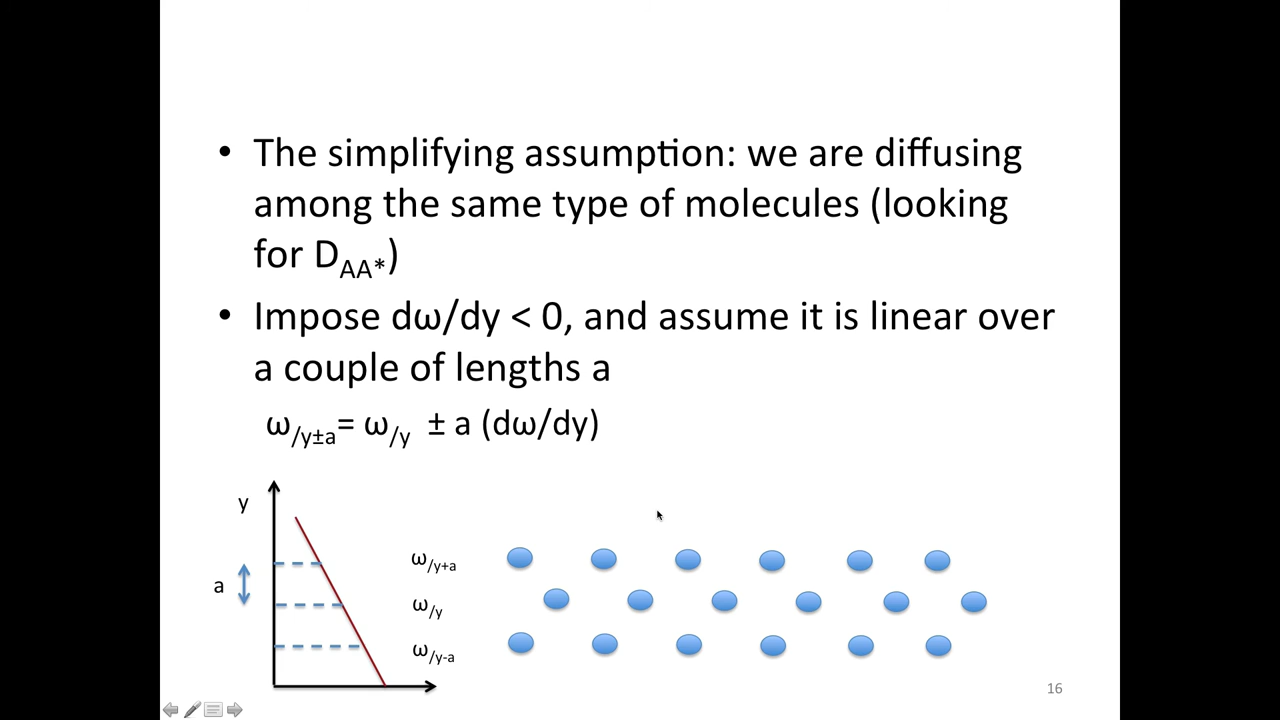 • The simplifying assumption: we are diffusing
among the same type of molecules (looking
for D_AA*)
• Impose dω/dy < 0, and assume it is linear over
a couple of lengths a
ω_/y±a= ω_/y ± a (dω/dy)
y
a
ω_/y+a
ω_/y
ω_/y-a
16